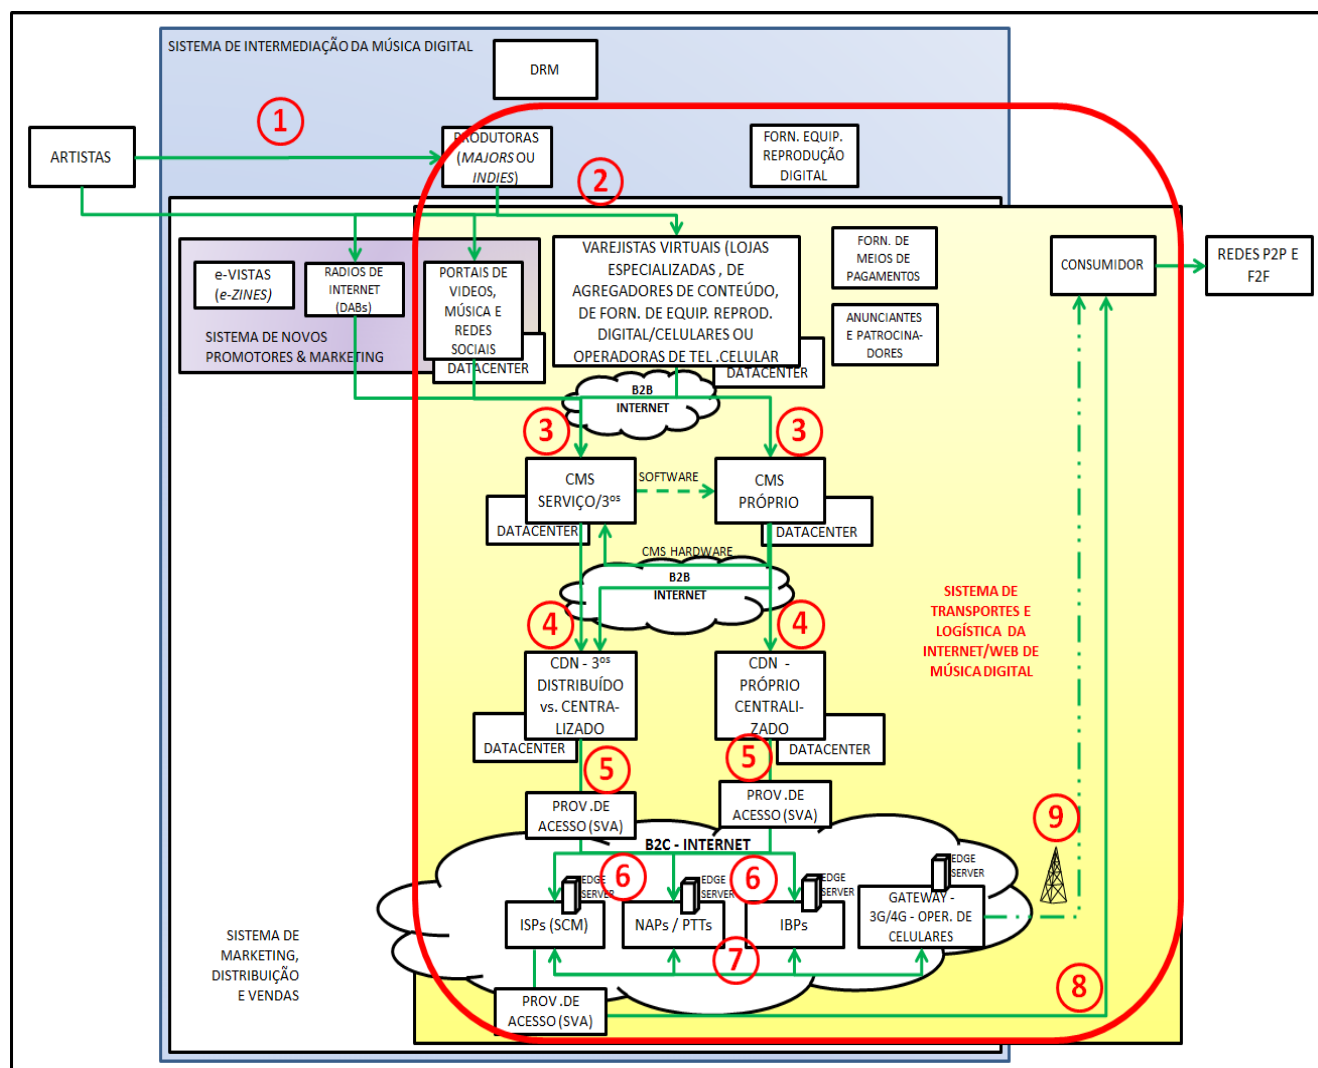 SISTEMA DE INTERMEDIAÇÃO DA MÚSICA DIGITAL
DRM
1
ARTISTAS
PRODUTORAS
(MAJORS OU
INDIES)
FORN. EQUIP.
REPRODUÇÃO
DIGITAL
2
e-VISTAS
(e-ZINES)
RADIOS DE
INTERNET
(DABs)
PORTAIS DE
VIDEOS,
MÚSICA E
REDES
SOCIAIS
SISTEMA DE NOVOS
PROMOTORES & MARKETING
DATACENTER
VAREJISTAS VIRTUAIS (LOJAS
ESPECIALIZADAS , DE
AGREGADORES DE CONTEÚDO,
DE FORN. DE EQUIP. REPROD.
DIGITAL/CELULARES OU
OPERADORAS DE TEL .CELULAR
DATACENTER
FORN. DE
MEIOS DE
PAGAMENTOS
ANUNCIANTES
E PATROCINA-
DORES
CONSUMIDOR
REDES P2P E
F2F
B2B
INTERNET
3
3
CMS
SERVIÇO/3ºs
SOFTWARE
CMS
PRÓPRIO
DATACENTER
DATACENTER
CMS HARDWARE
B2B
INTERNET
4
4
SISTEMA DE
TRANSPORTES E
LOGÍSTICA DA
INTERNET/WEB DE
MÚSICA DIGITAL
CDN - 3ºs
DISTRIBUÍDO
vs. CENTRA-
LIZADO
CDN -
PRÓPRIO
CENTRALI-
ZADO
DATACENTER
DATACENTER
5
5
PROV .DE
ACESSO (SVA)
PROV .DE
ACESSO (SVA)
9
B2C - INTERNET
6
6
EDGE
SERVER
EDGE
SERVER
EDGE
SERVER
EDGE
SERVER
ISPs (SCM)
NAPs / PTTs
IBPs
GATEWAY -
3G/4G - OPER. DE
CELULARES
7
8
SISTEMA DE
MARKETING,
DISTRIBUIÇÃO
E VENDAS
PROV .DE
ACESSO (SVA)